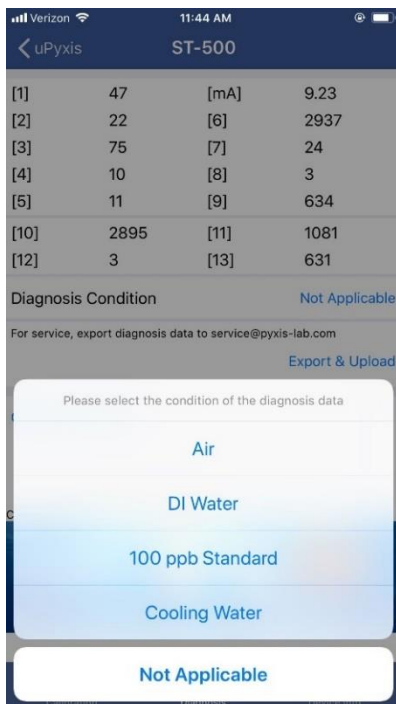 Verizon 11:44 AM
uPyxis ST-500
[1] 47 [mA] 9.23
[2] 22 [6] 2937
[3] 75 [7] 24
[4] 10 [8] 3
[5] 11 [9] 634
[10] 2895 [11] 1081
[12] 3 [13] 631
Diagnosis Condition Not Applicable
For service, export diagnosis data to service@pyxis-lab.com
Export & Upload
Please select the condition of the diagnosis data
Air
DI Water
100 ppb Standard
Cooling Water
Not Applicable